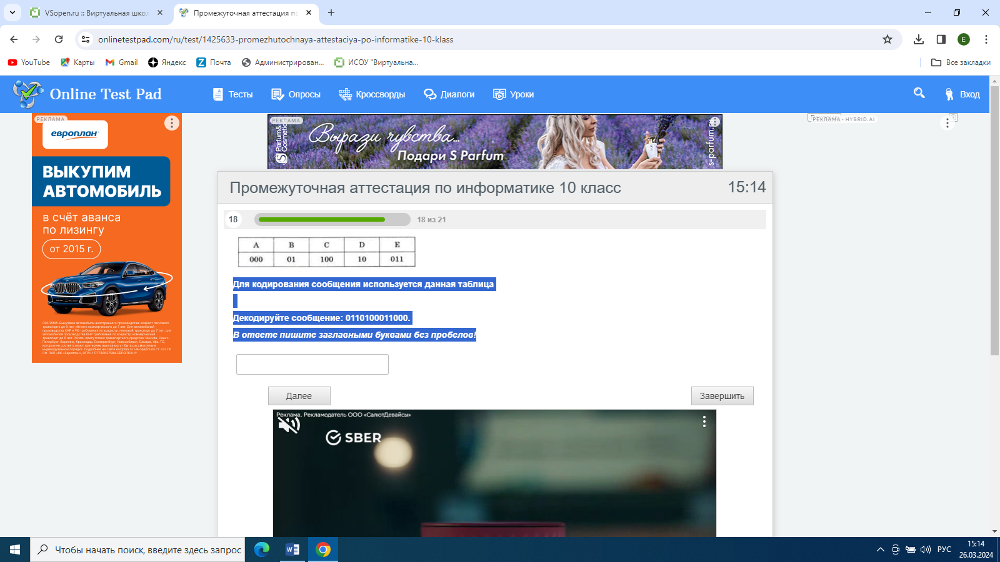 VSopen.ru :: Виртуальная шко
Промежуточная аттестация по
onlinetestpad.com/ru/test/1425633-promezhutochnaya-attestaciya-po-informatike-10-klass
E
YouTube
Карты
Gmail
Яндекс
Почта
Администрирован...
ИСОУ "Виртуальна...
Все закладки
Online Test Pad
Тесты
Опросы
Кроссворды
Диалоги
Уроки
Вход
РЕКЛАМА
европлан
ВЫКУПИМ
АВТОМОБИЛЬ
в счёт аванса
по лизингу
от 2015 г.
РЕКЛАМА
S Parfum& Cosmetics
Вырази чувства...
Подари S Parfum
s-parfum.ru
РЕКЛАМА • HYBRID.AI
Промежуточная аттестация по информатике 10 класс
15:14
18
18 из 21
A B C D E
000 01 100 10 011
Для кодирования сообщения используется данная таблица
Декодируйте сообщение: 0110100011000.
В ответе пишите заглавными буквами без пробелов!
Далее
Завершить
Реклама. Рекламодатель ООО «СалютДевайсы»
SBER
Чтобы начать поиск, введите здесь запрос
РУС
15:14
26.03.2024